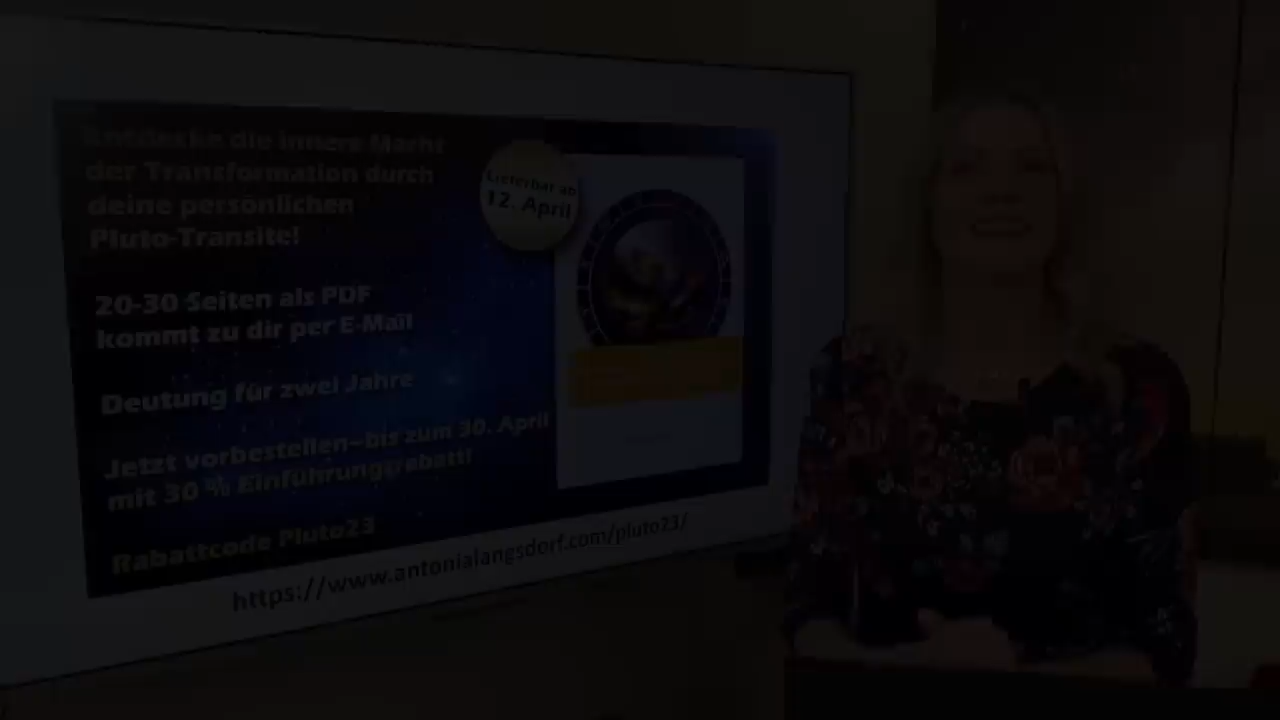 Entdecke die innere Macht
der Transformation durch
deine persönlichen
Pluto-Transite!
20-30 Seiten als PDF
kommt zu dir per E-Mail
Deutung für zwei Jahre
Jetzt vorbestellen–bis zum 30. April
mit 30 % Einführungsrabatt!
Rabattcode Pluto23
Lieferbar ab
12. April
https://www.antonialangsdorf.com/pluto23/